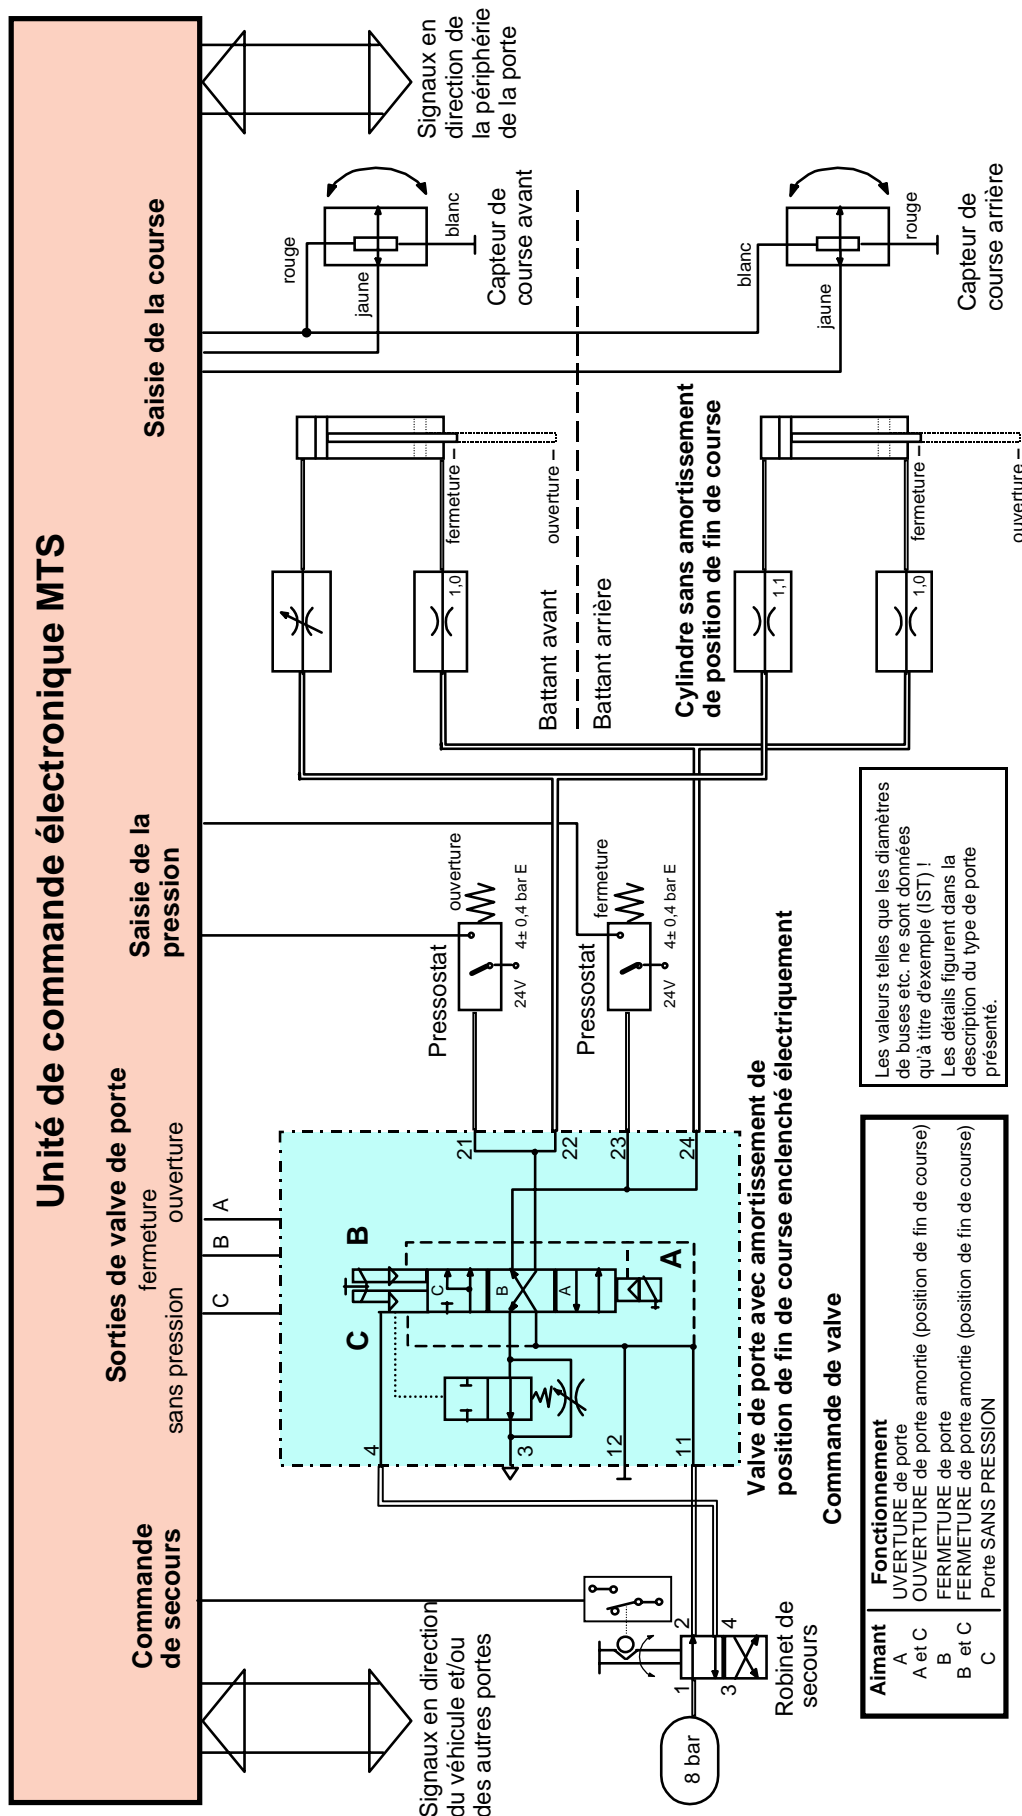 Unité de commande électronique MTS
Commande
de secours
Sorties de valve de porte
fermeture
sans pression
ouverture
Saisie de la
pression
Saisie de la course
C
B
A
Signaux en direction
du véhicule et/ou
des autres portes
Signaux en
direction de
la périphérie
de la porte
8 bar
Robinet de
secours
1
2
3
4
4
3
12
11
C
B
A
C
B
A
21
22
23
24
Valve de porte avec amortissement de
position de fin de course enclenché électriquement
Commande de valve
Pressostat
ouverture
24V
4± 0,4 bar E
Pressostat
fermeture
24V
4± 0,4 bar E
1,0
fermeture
ouverture
Battant avant
Battant arrière
Cylindre sans amortissement
de position de fin de course
1,1
1,0
fermeture
ouverture
rouge
jaune
blanc
Capteur de
course avant
blanc
jaune
rouge
Capteur de
course arrière
Aimant Fonctionnement
A UVERTURE de porte
A et C OUVERTURE de porte amortie (position de fin de course)
B FERMETURE de porte
B et C FERMETURE de porte amortie (position de fin de course)
C Porte SANS PRESSION
Les valeurs telles que les diamètres
de buses etc. ne sont données
qu'à titre d'exemple (IST) !
Les détails figurent dans la
description du type de porte
présenté.